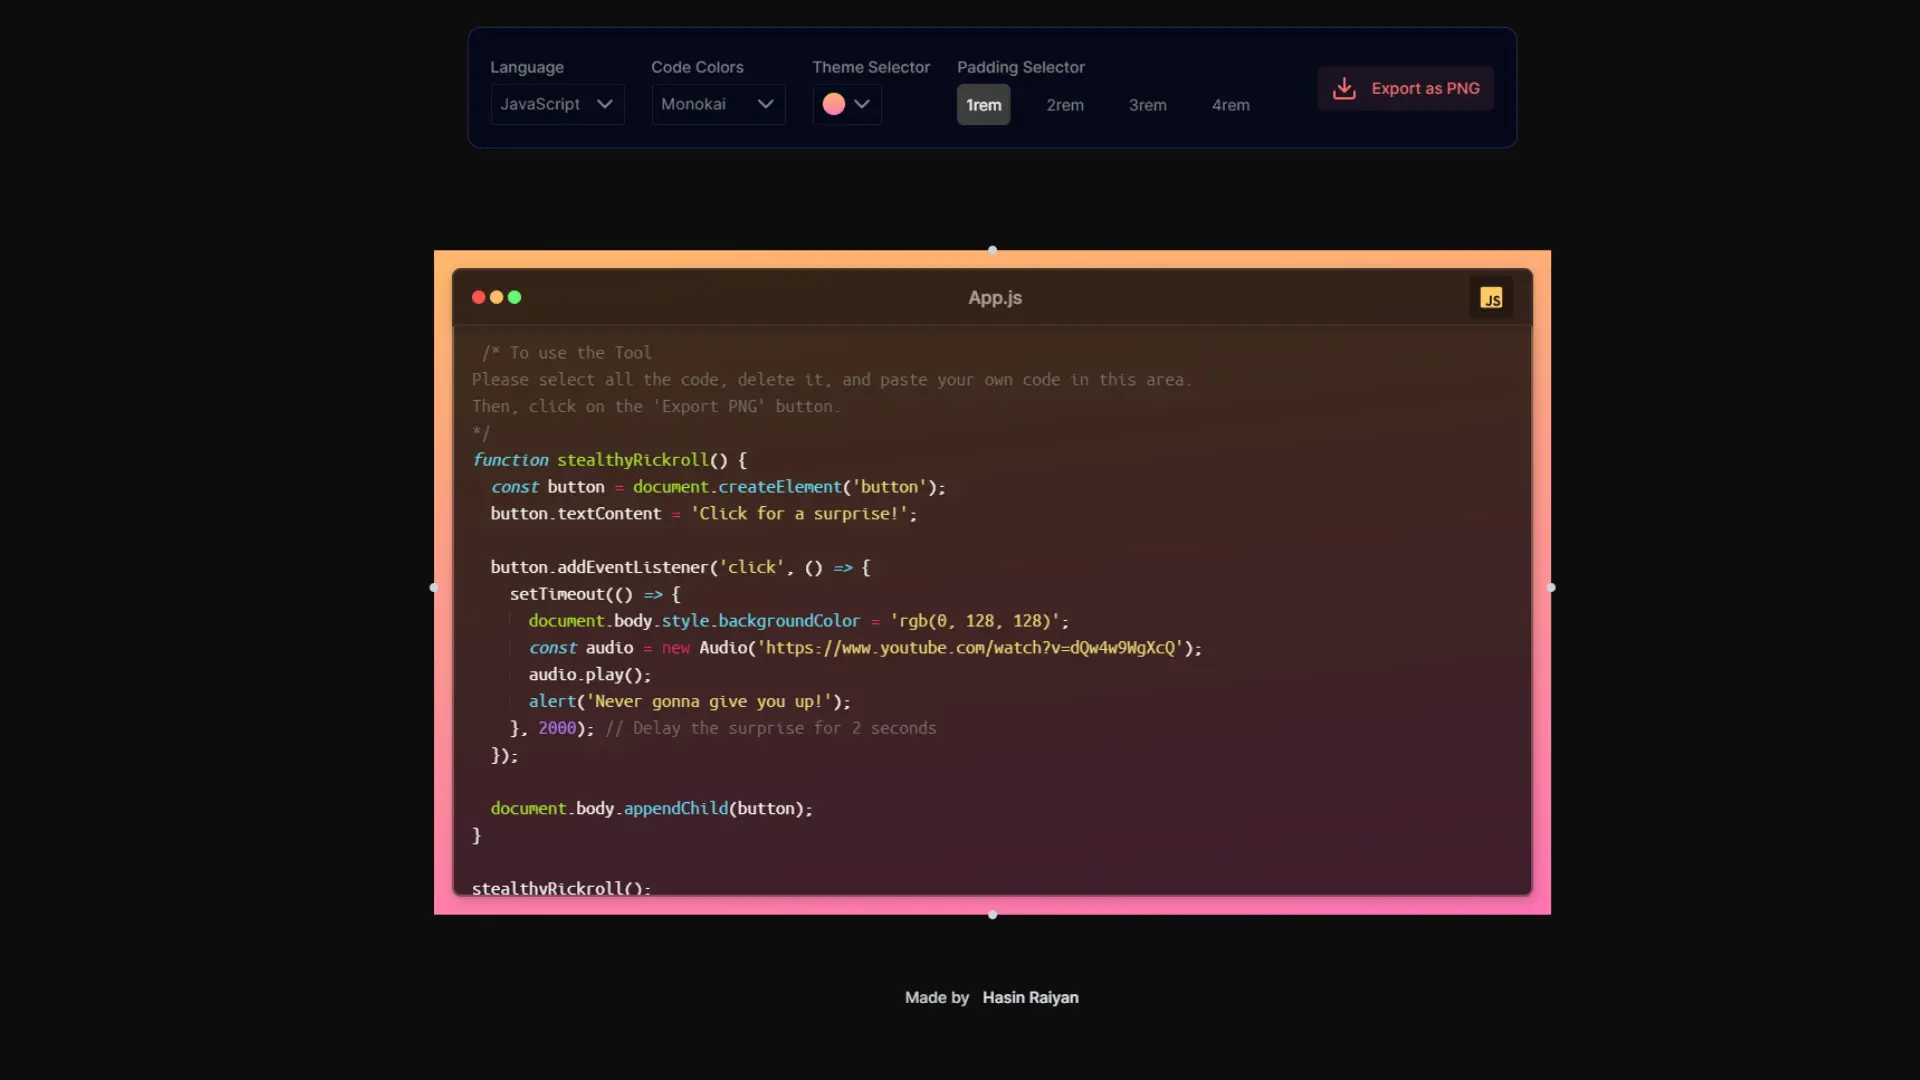 Language
Code Colors
Theme Selector
Padding Selector
JavaScript
Monokai
1rem
2rem
3rem
4rem
Export as PNG
App.js
JS
/* To use the Tool
Please select all the code, delete it, and paste your own code in this area.
Then, click on the 'Export PNG' button.
*/
function stealthyRickroll() {
const button = document.createElement('button');
button.textContent = 'Click for a surprise!';
button.addEventListener('click', () => {
setTimeout(() => {
document.body.style.backgroundColor = 'rgb(0, 128, 128)';
const audio = new Audio('https://www.youtube.com/watch?v=dQw4w9WgXcQ');
audio.play();
alert('Never gonna give you up!');
}, 2000); // Delay the surprise for 2 seconds
});
document.body.appendChild(button);
}
stealthyRickroll();
Made by Hasin Raiyan